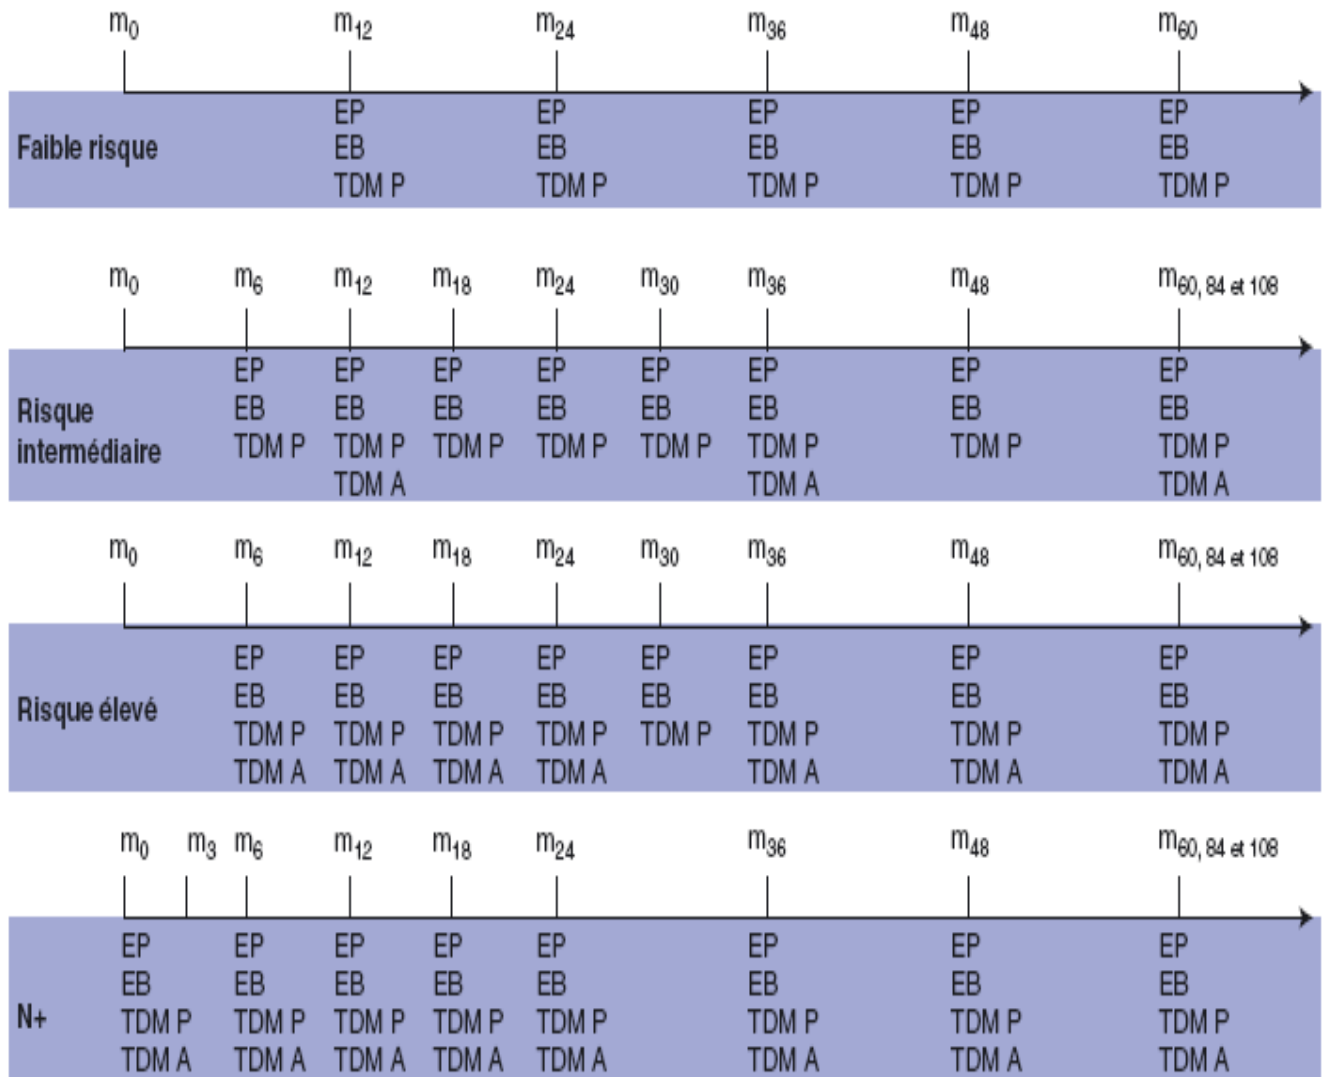 m0 m12 m24 m36 m48 m60
EP EP EP EP EP
Faible risque EB EB EB EB EB
TDM P TDM P TDM P TDM P TDM P
m0 m6 m12 m18 m24 m30 m36 m48 m60, 84 et 108
EP EP EP EP EP EP EP EP
Risque EB EB EB EB EB EB EB EB
intermédiaire TDM P TDM P TDM P TDM P TDM P TDM P TDM P TDM P
TDM A TDM A TDM A
m0 m6 m12 m18 m24 m30 m36 m48 m60, 84 et 108
EP EP EP EP EP EP EP EP
EB EB EB EB EB EB EB EB
Risque élevé TDM P TDM P TDM P TDM P TDM P TDM P TDM P TDM P
TDM A TDM A TDM A TDM A TDM A TDM A TDM A
m0 m3 m6 m12 m18 m24 m36 m48 m60, 84 et 108
EP EP EP EP EP EP EP EP
EB EB EB EB EB EB EB EB
N+ TDM P TDM P TDM P TDM P TDM P TDM P TDM P TDM P
TDM A TDM A TDM A TDM A TDM A TDM A TDM A TDM A